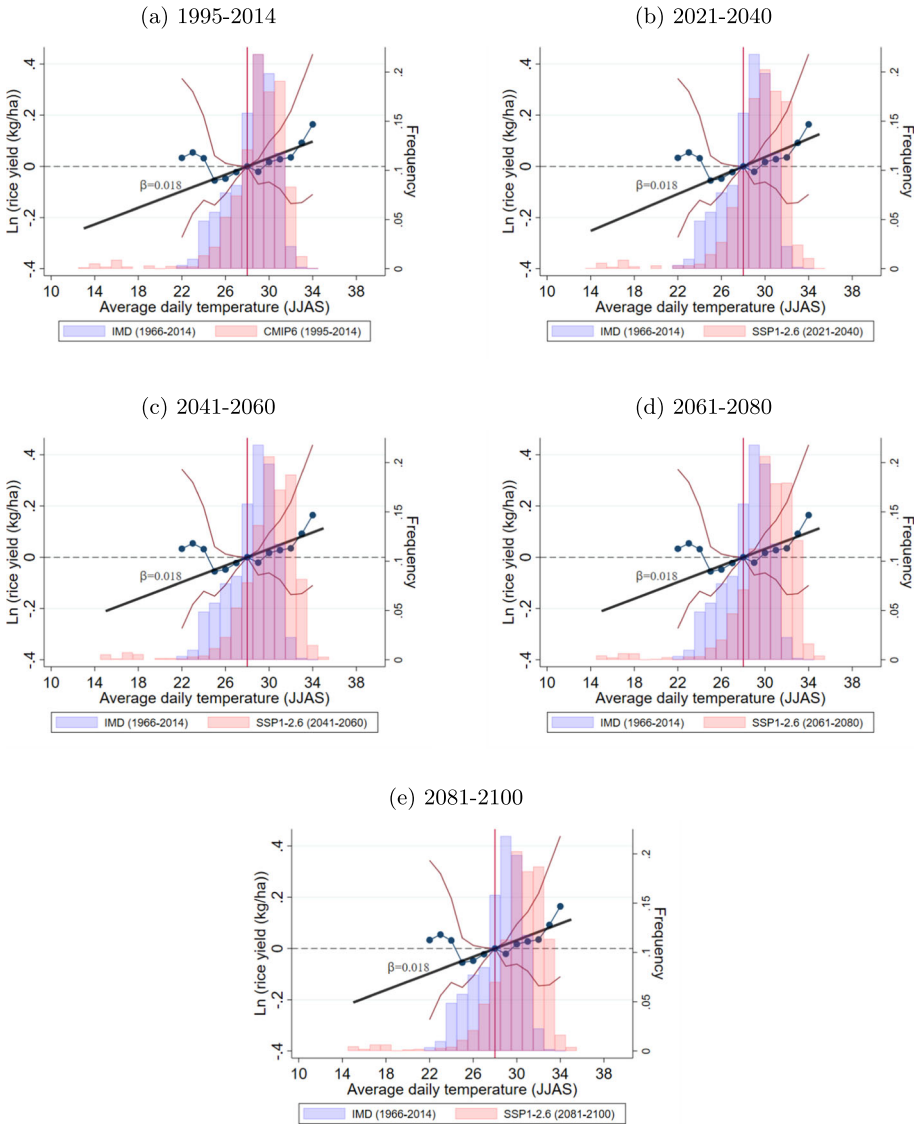 (a) 1995-2014
Ln (rice yield (kg/ha))
.4
.2
0
-.2
-.4
β=0.018
.2
.15
.1
.05
0
Frequency
10 14 18 22 26 30 34 38
Average daily temperature (JJAS)
IMD (1966-2014) CMIP6 (1995-2014)
(b) 2021-2040
Ln (rice yield (kg/ha))
.4
.2
0
-.2
-.4
β=0.018
.2
.15
.1
.05
0
Frequency
10 14 18 22 26 30 34 38
Average daily temperature (JJAS)
IMD (1966-2014) SSP1-2.6 (2021-2040)
(c) 2041-2060
Ln (rice yield (kg/ha))
.4
.2
0
-.2
-.4
β=0.018
.2
.15
.1
.05
0
Frequency
10 14 18 22 26 30 34 38
Average daily temperature (JJAS)
IMD (1966-2014) SSP1-2.6 (2041-2060)
(d) 2061-2080
Ln (rice yield (kg/ha))
.4
.2
0
-.2
-.4
β=0.018
.2
.15
.1
.05
0
Frequency
10 14 18 22 26 30 34 38
Average daily temperature (JJAS)
IMD (1966-2014) SSP1-2.6 (2061-2080)
(e) 2081-2100
Ln (rice yield (kg/ha))
.4
.2
0
-.2
-.4
β=0.018
.2
.15
.1
.05
0
Frequency
10 14 18 22 26 30 34 38
Average daily temperature (JJAS)
IMD (1966-2014) SSP1-2.6 (2081-2100)